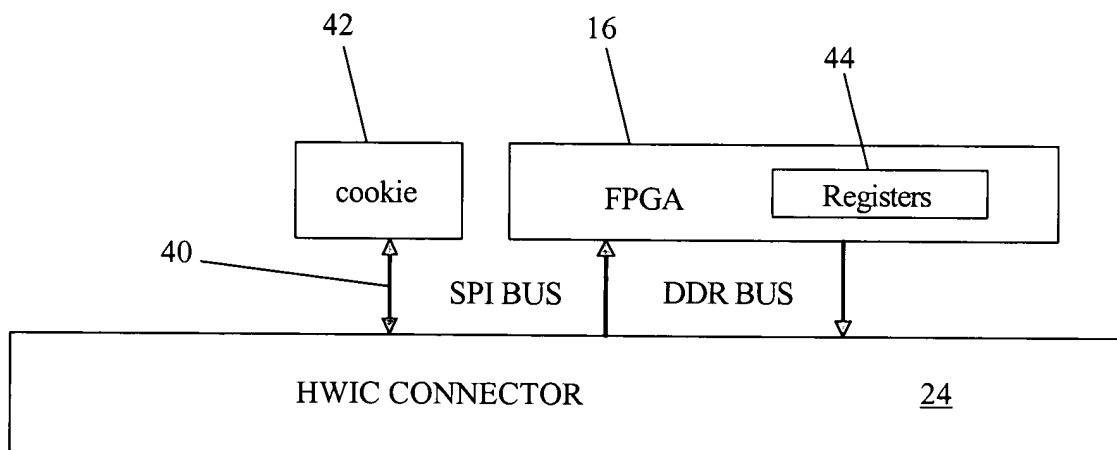 42
16
44
cookie
FPGA
Registers
40
SPI BUS
DDR BUS
HWIC CONNECTOR
24